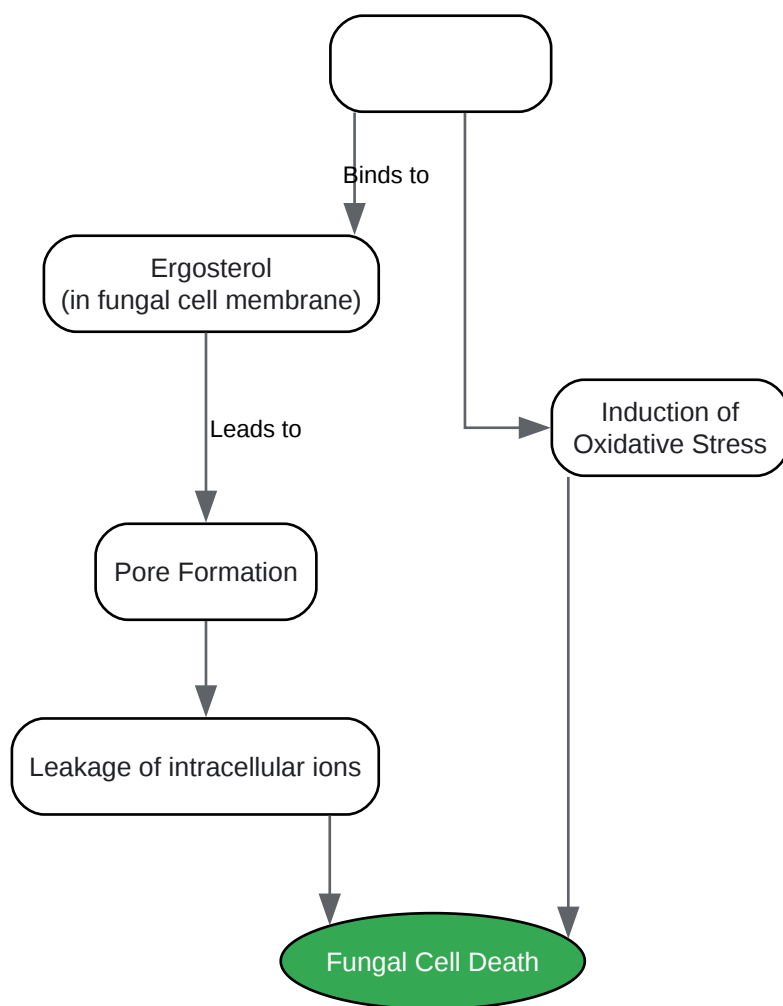 Binds to
Ergosterol
(in fungal cell membrane)
Leads to
Induction of
Oxidative Stress
Pore Formation
Leakage of intracellular ions
Fungal Cell Death